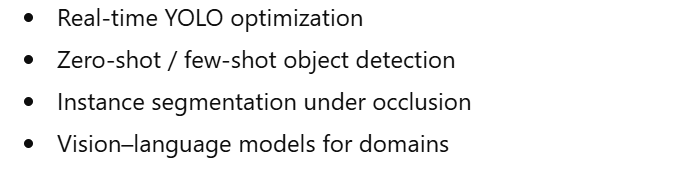 • Real-time YOLO optimization
• Zero-shot / few-shot object detection
• Instance segmentation under occlusion
• Vision–language models for domains